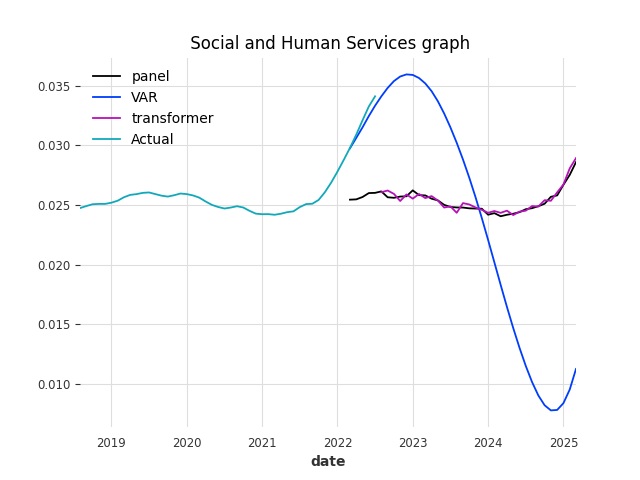 Social and Human Services graph
panel
VAR
transformer
Actual
0.035
0.030
0.025
0.020
0.015
0.010
2019 2020 2021 2022 2023 2024 2025
date